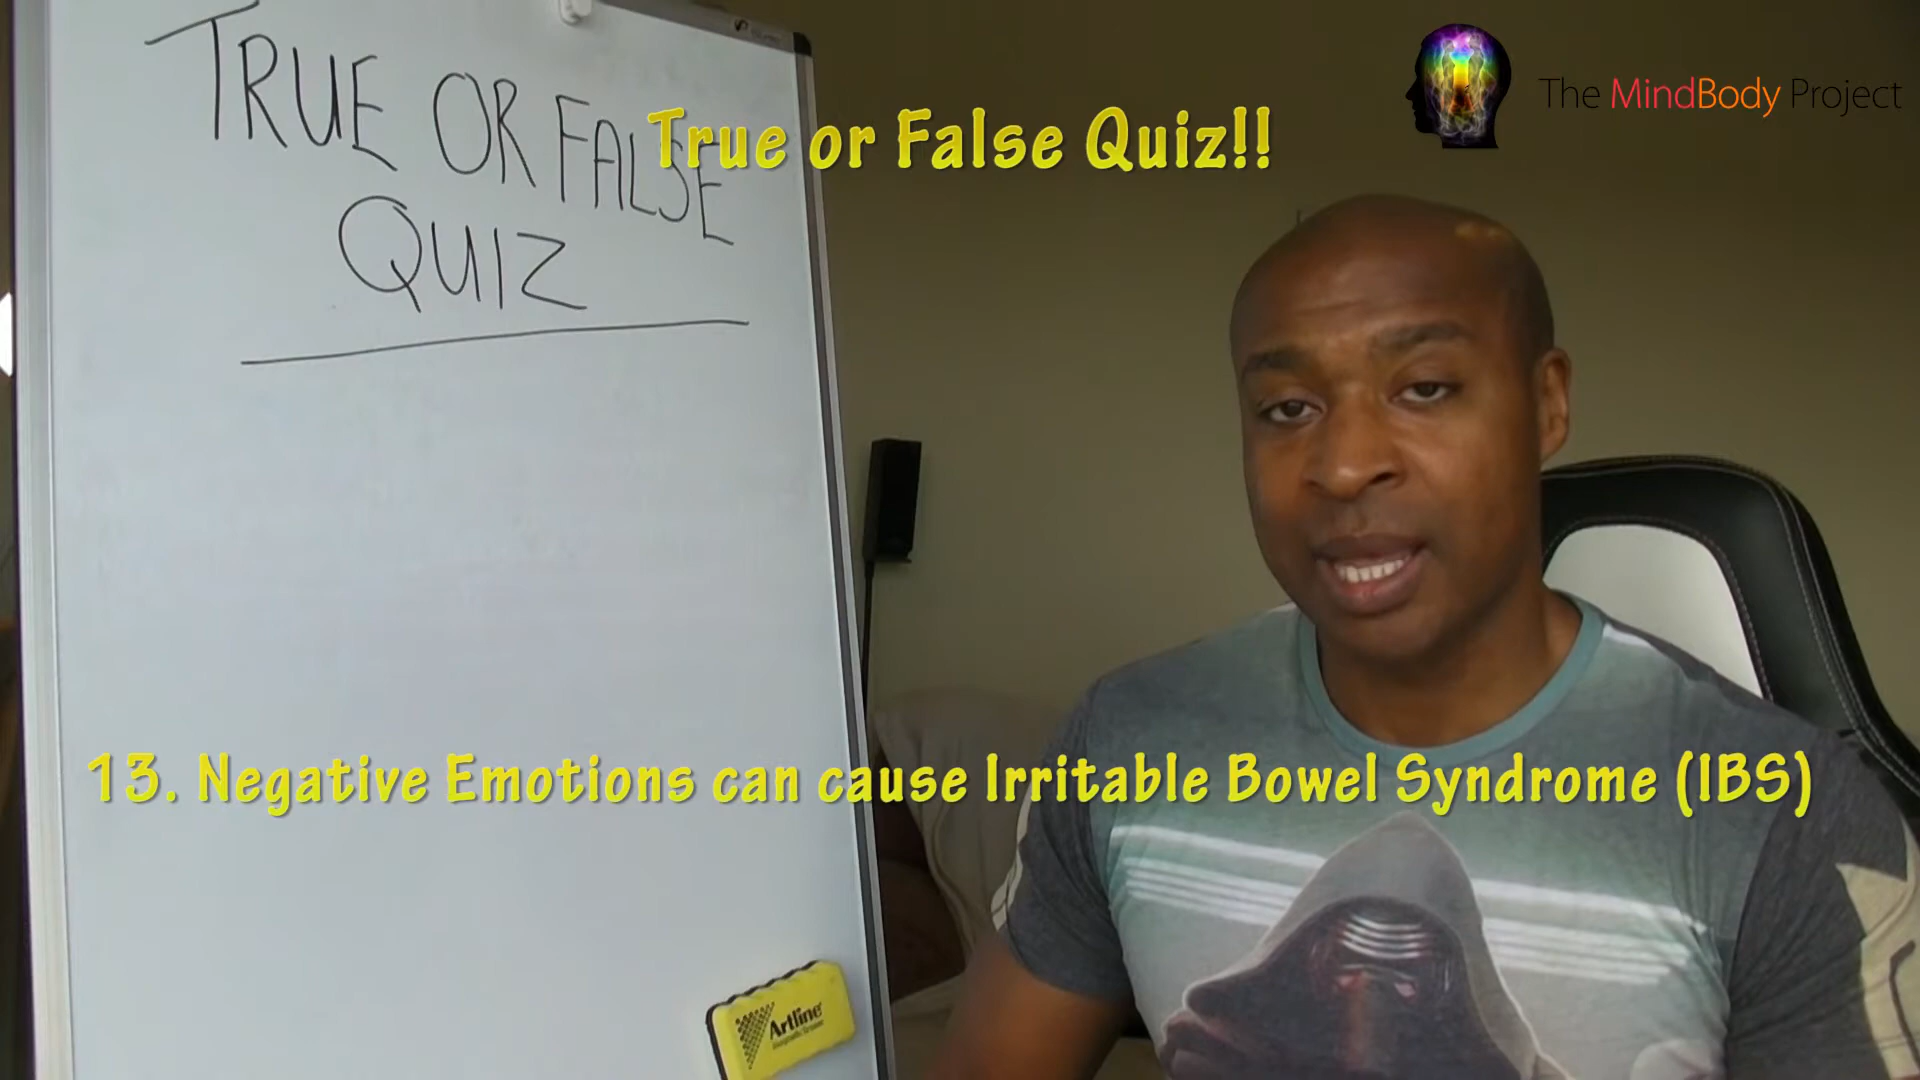 TRUE OR FALSE
QUIZ
True or False Quiz!!
The MindBody Project
13. Negative Emotions can cause Irritable Bowel Syndrome (IBS)
Artline